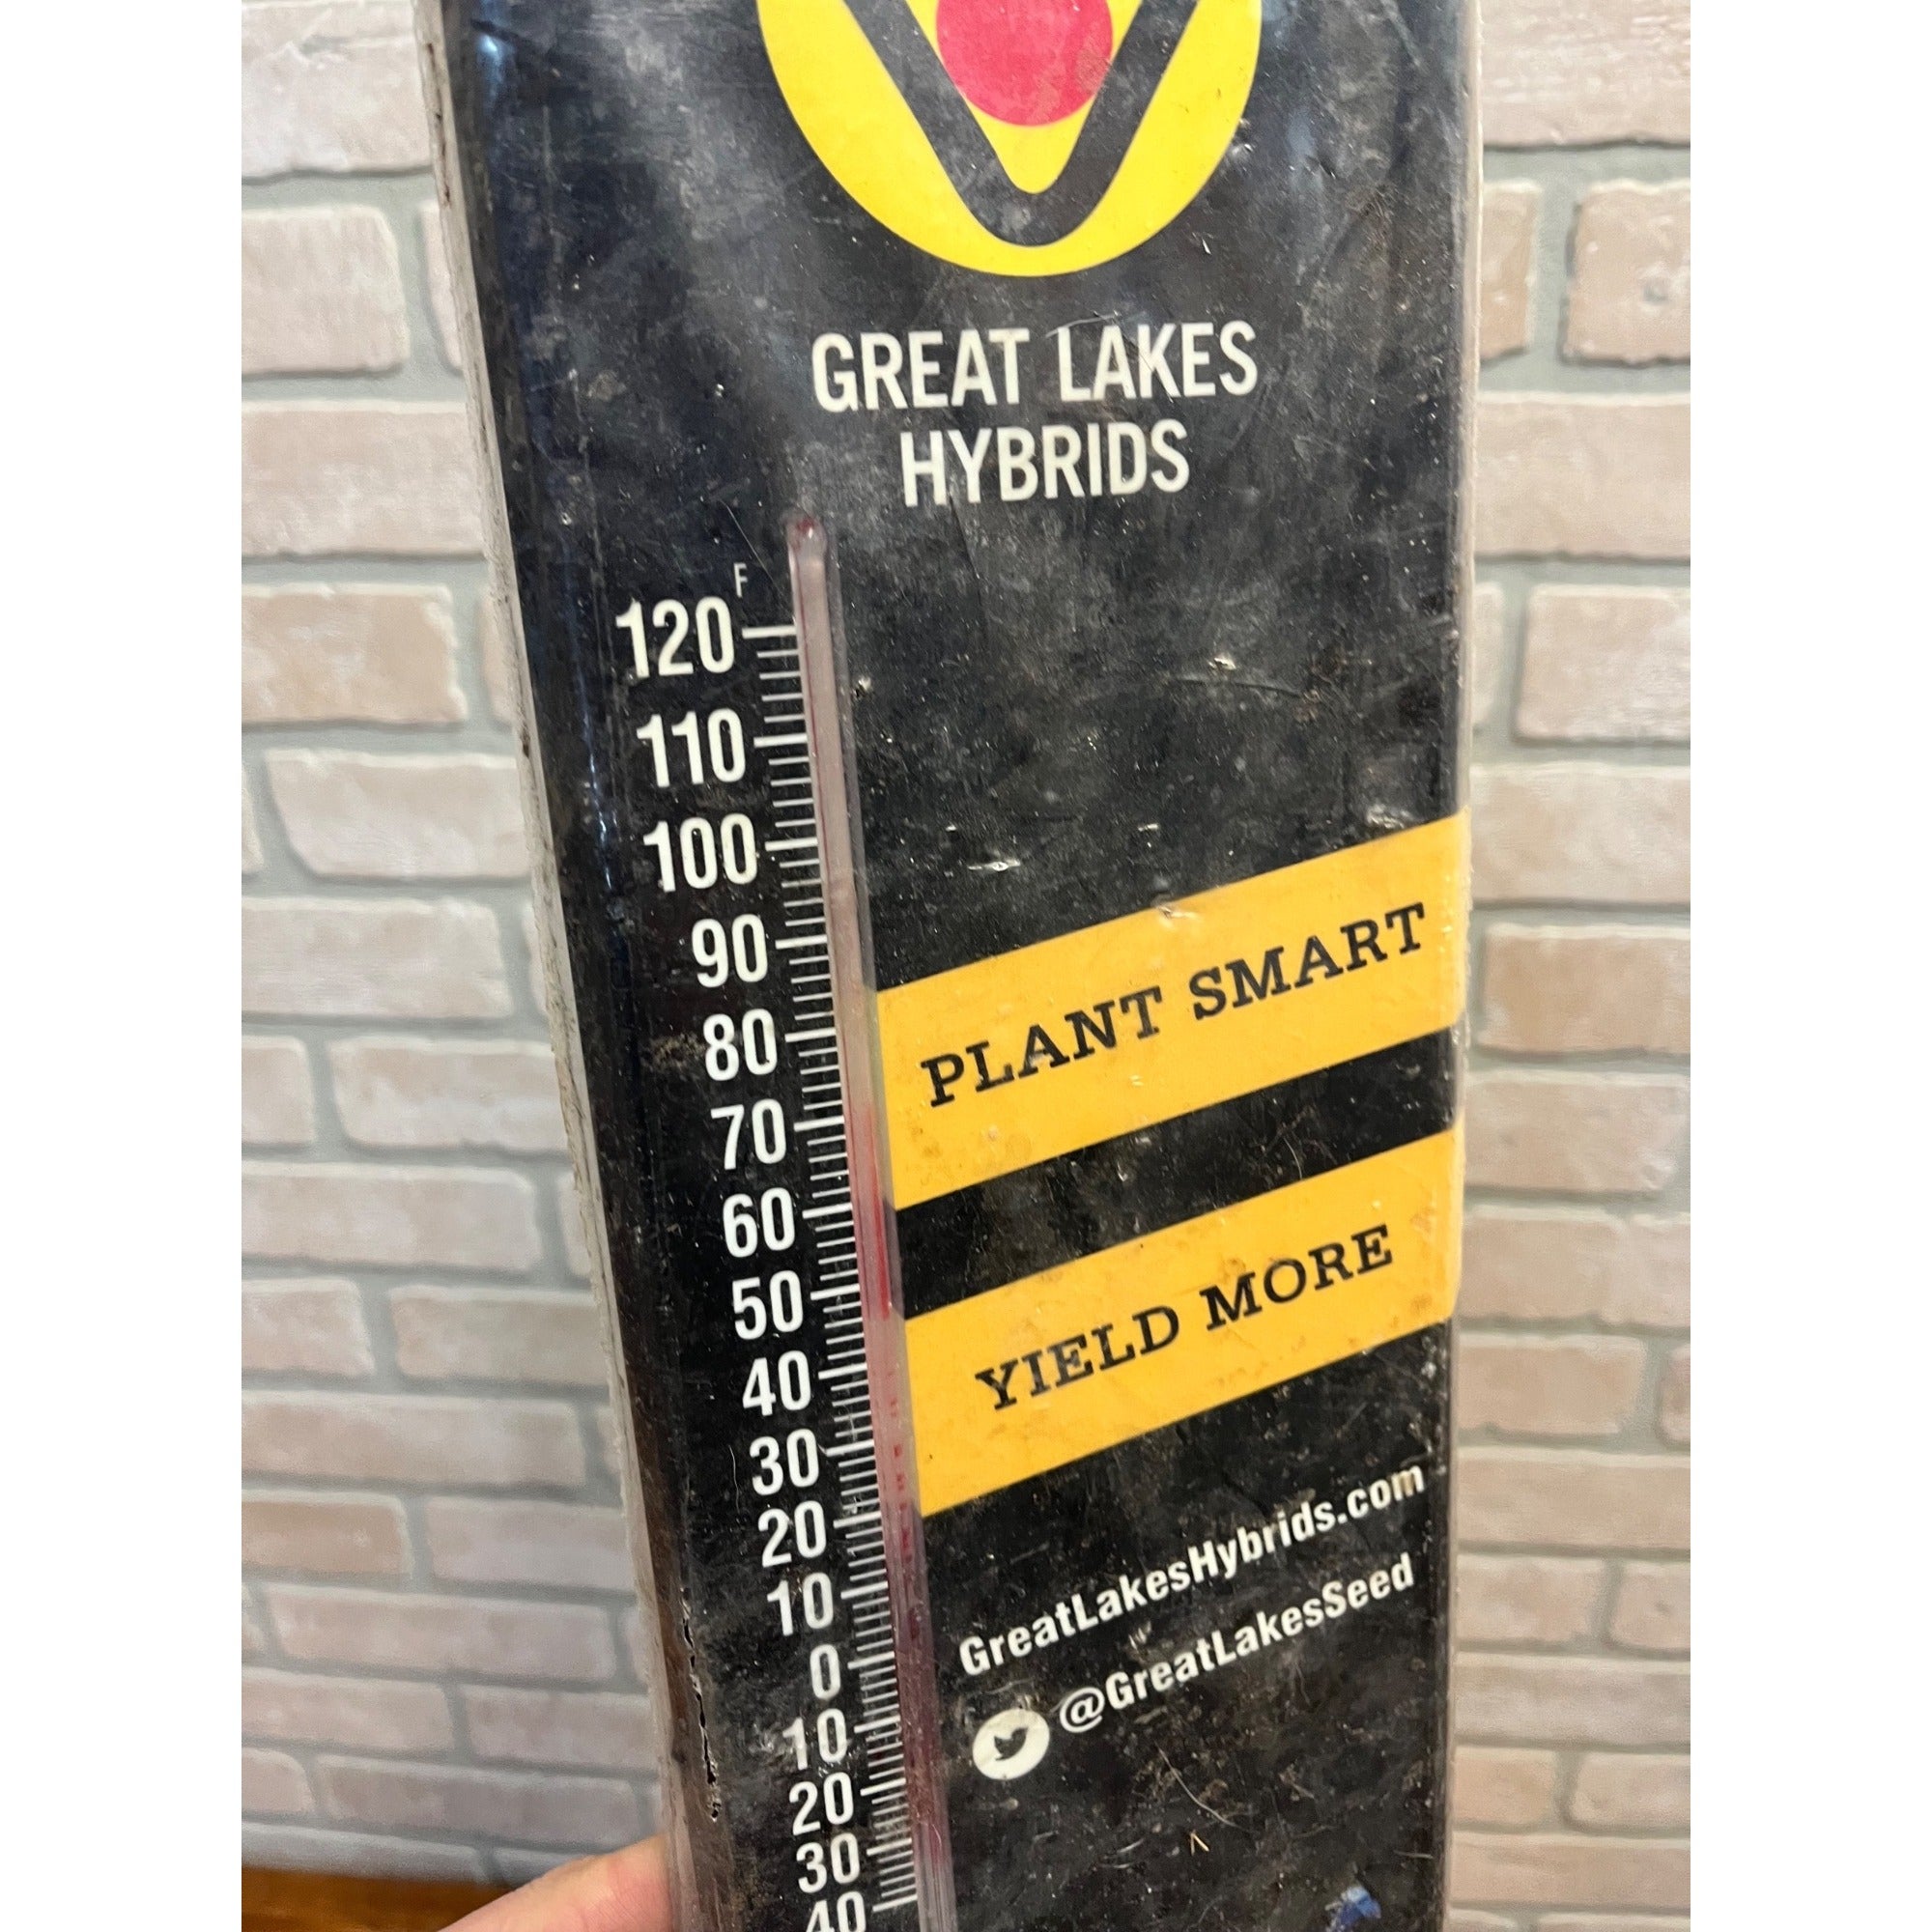 GREAT LAKES
HYBRIDS
F
120
110
100
90
80
70
60
50
40
30
20
10
0
10
20
30
40
PLANT SMART
YIELD MORE
GreatLakesHybrids.com
@GreatLakesSeed